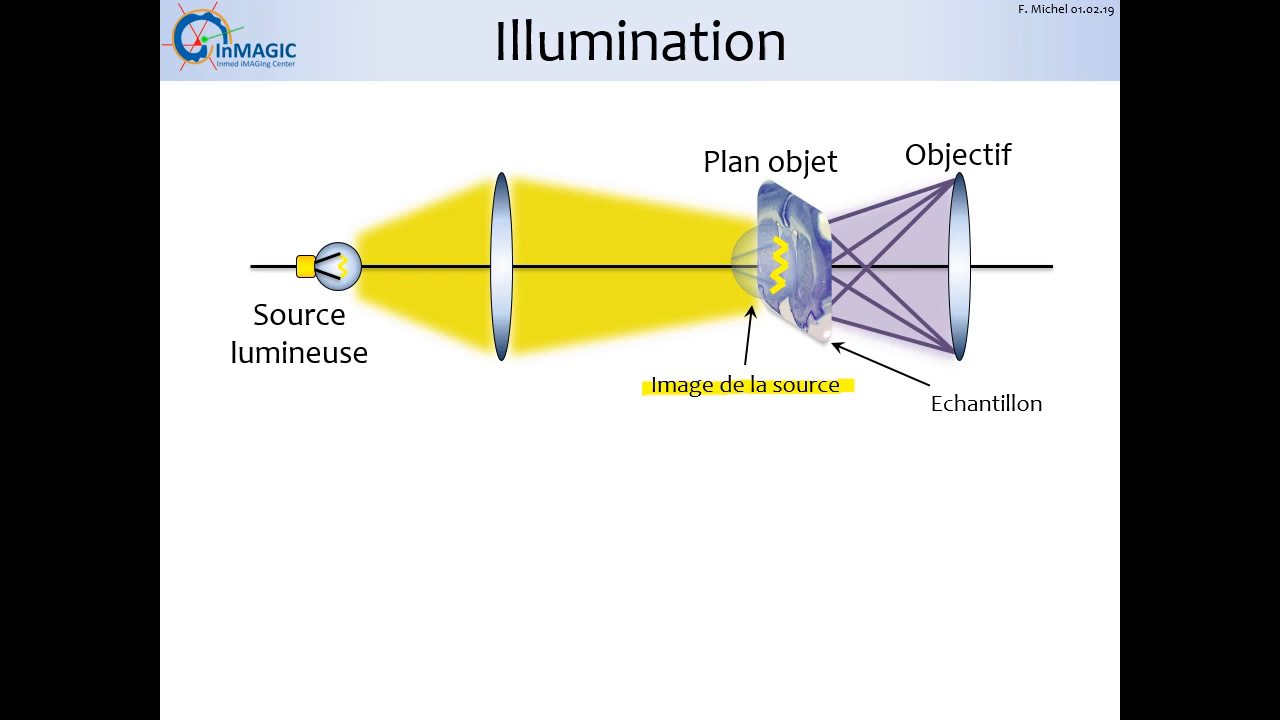 F. Michel 01.02.19
Illumination
InMAGIC
Inmed iMAGIng Center
Plan objet
Objectif
Source
lumineuse
Image de la source
Echantillon